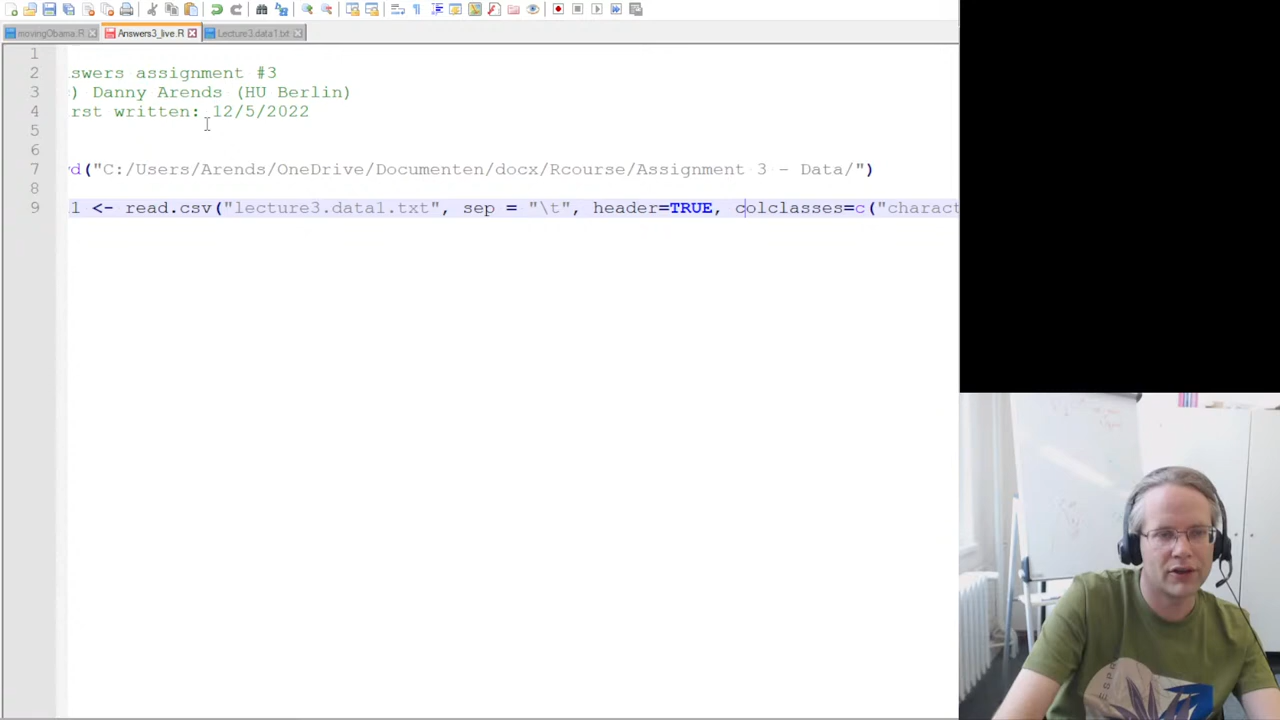 movingObama.R Answers3_live.R Lecture3.data1.txt
1
2 swers assignment #3
3 ) Danny Arends (HU Berlin)
4 rst written: 12/5/2022
5
6
7 d("C:/Users/Arends/OneDrive/Documenten/docx/Rcourse/Assignment 3 - Data/")
8
9 1 <- read.csv("lecture3.data1.txt", sep = "\t", header=TRUE, colclasses=c("charact